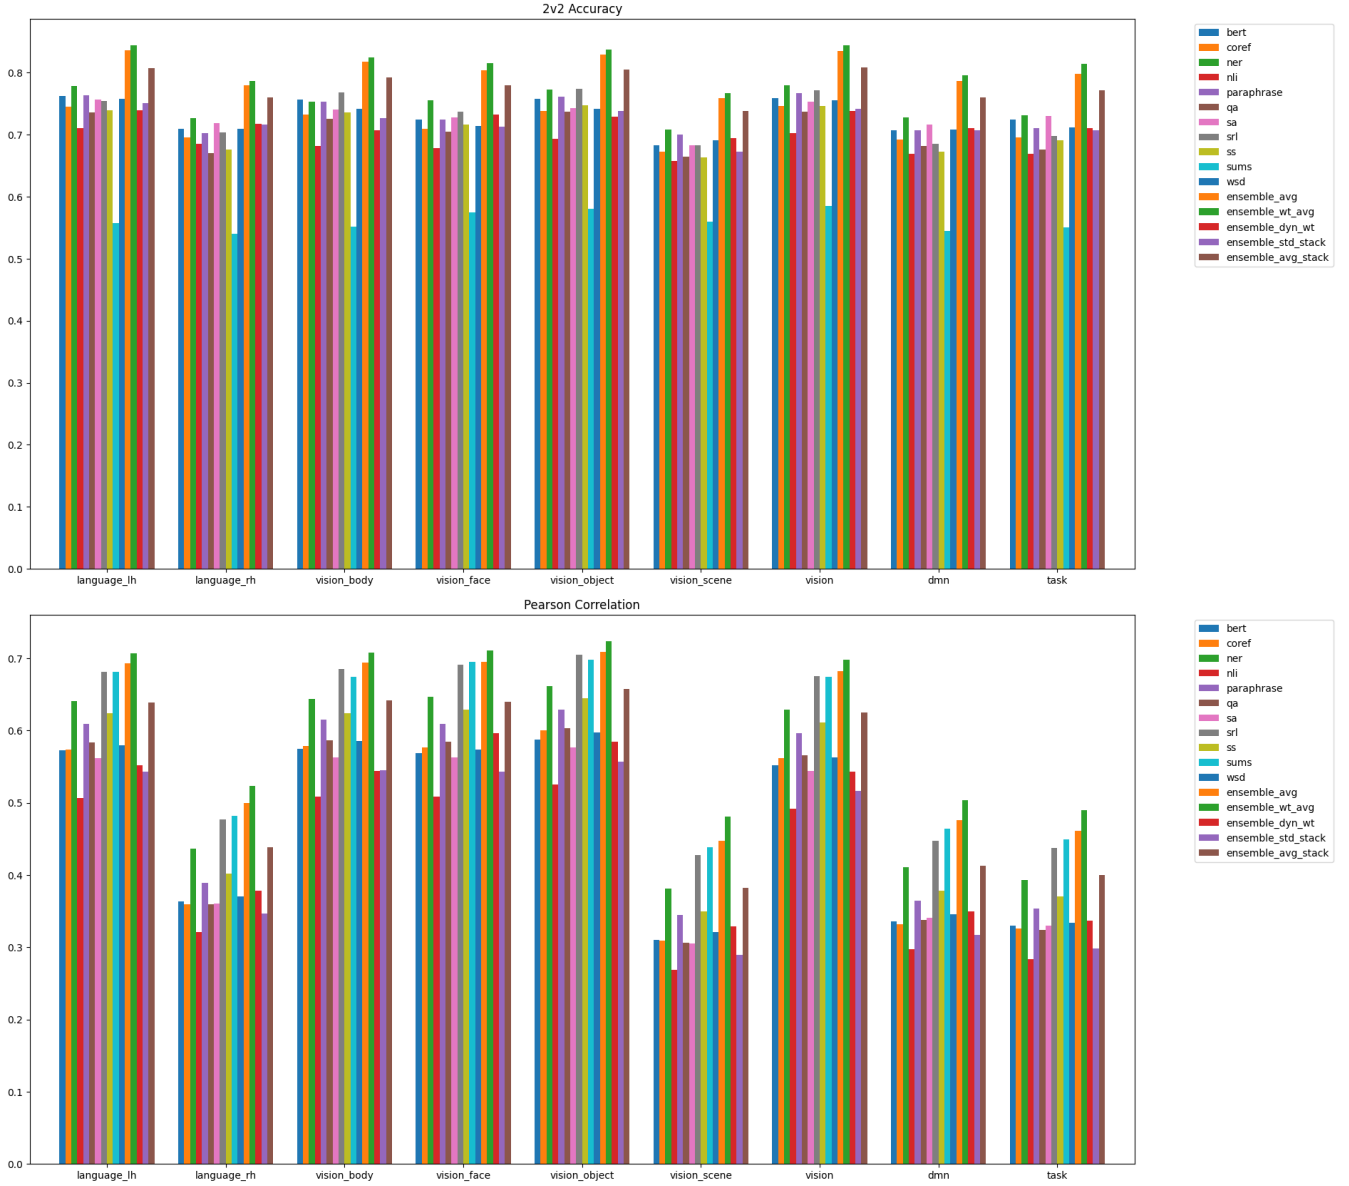 2v2 Accuracy
0.8
0.7
0.6
0.5
0.4
0.3
0.2
0.1
0.0
language_lh language_rh vision_body vision_face vision_object vision_scene vision dmn task
bert
coref
ner
nli
paraphrase
qa
sa
srl
ss
sums
wsd
ensemble_avg
ensemble_wt_avg
ensemble_dyn_wt
ensemble_std_stack
ensemble_avg_stack
Pearson Correlation
0.7
0.6
0.5
0.4
0.3
0.2
0.1
0.0
language_lh language_rh vision_body vision_face vision_object vision_scene vision dmn task
bert
coref
ner
nli
paraphrase
qa
sa
srl
ss
sums
wsd
ensemble_avg
ensemble_wt_avg
ensemble_dyn_wt
ensemble_std_stack
ensemble_avg_stack